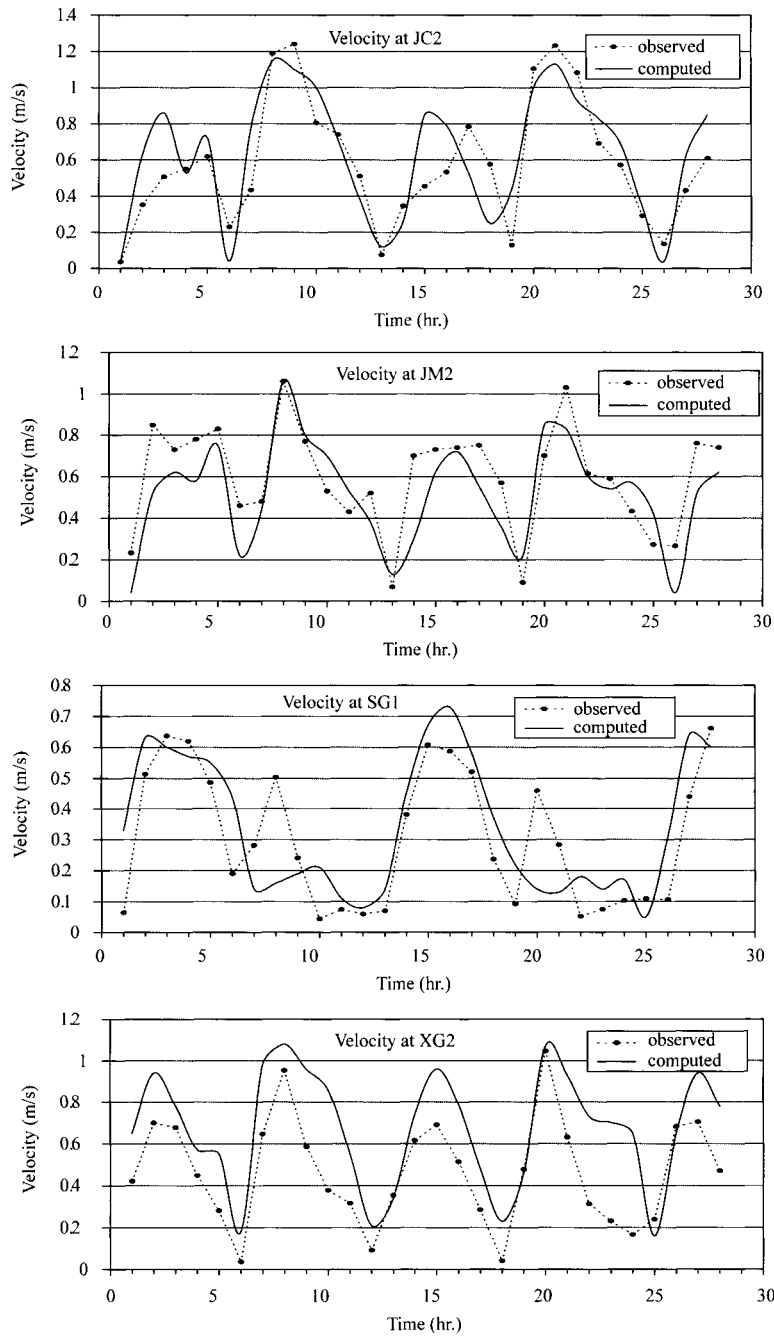 Velocity at JC2
observed
computed
Velocity (m/s)
1.4
1.2
1
0.8
0.6
0.4
0.2
0
0 5 10 15 20 25 30
Time (hr.)
Velocity at JM2
observed
computed
Velocity (m/s)
12
1
0.8
0.6
0.4
0.2
0
0 5 10 15 20 25 30
Time (hr.)
Velocity at SG1
observed
computed
Velocity (m/s)
0.8
0.7
0.6
0.5
0.4
0.3
0.2
0.1
0
0 5 10 15 20 25 30
Time (hr.)
Velocity at XG2
observed
computed
Velocity (m/s)
12
1
0.8
0.6
0.4
0.2
0
0 5 10 15 20 25 30
Time (hr.)